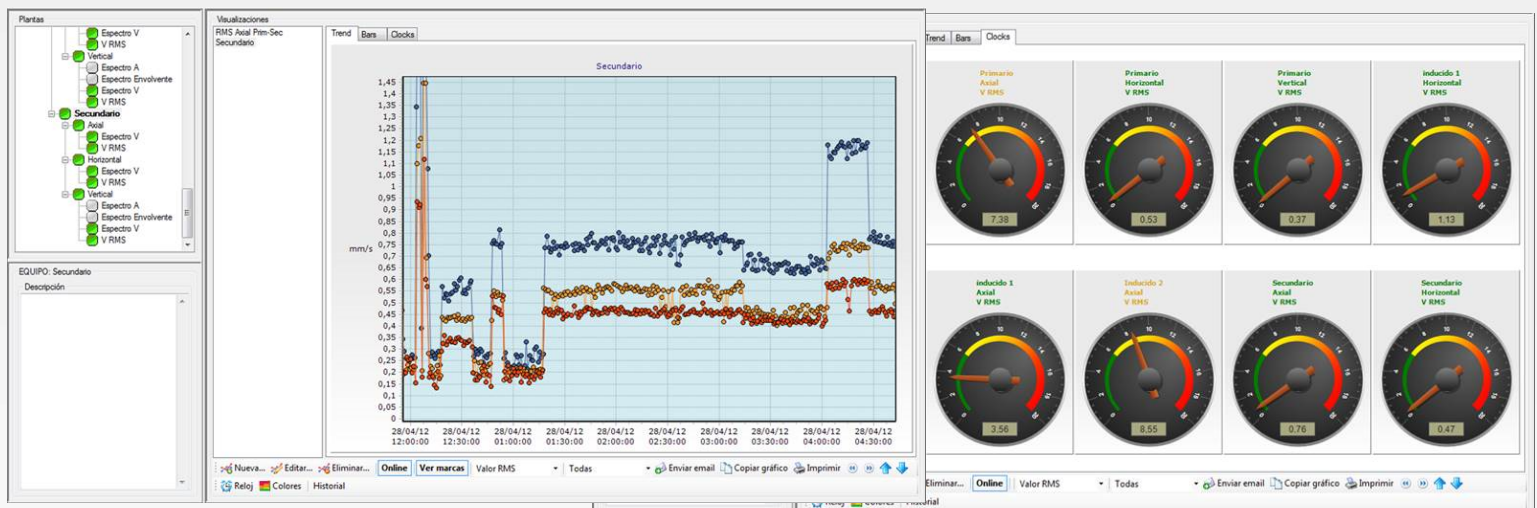 Plantas
Espectro V
V RMS
Vertical
Espectro A
Espectro Envolvente
Espectro V
V RMS
Secundario
Axial
Espectro V
V RMS
Horizontal
Espectro V
V RMS
Vertical
Espectro A
Espectro Envolvente
Espectro V
V RMS
EQUIPO: Secundario
Descripción
Visualizaciones
RMS Axial Prim-Sec
Secundario
Trend Bars Clocks
Secundario
1,45
1,4
1,35
1,3
1,25
1,2
1,15
1,1
1,05
1
0,95
0,9
0,85
0,8
0,75
mm/s
0,7
0,65
0,6
0,55
0,5
0,45
0,4
0,35
0,3
0,25
0,2
0,15
0,1
0,05
0
28/04/12 28/04/12 28/04/12 28/04/12 28/04/12 28/04/12 28/04/12 28/04/12 28/04/12 28/04/12
12:00:00 12:30:00 01:00:00 01:30:00 02:00:00 02:30:00 03:00:00 03:30:00 04:00:00 04:30:00
Nueva... Editar... Eliminar... Online Ver marcas Valor RMS Todas Enviar email Copiar gráfico Imprimir
Reloj Colores Historial
Trend Bars Clocks
Primario
Axial
V RMS
7,38
Primario
Horizontal
V RMS
0.53
Primario
Vertical
V RMS
0.37
inducido 1
Horizontal
V RMS
1,13
inducido 1
Axial
V RMS
3.56
Inducido 2
Axial
V RMS
8,55
Secundario
Axial
V RMS
0.76
Secundario
Horizontal
V RMS
0.47
Eliminar... Online Valor RMS Todas Enviar email Copiar gráfico Imprimir